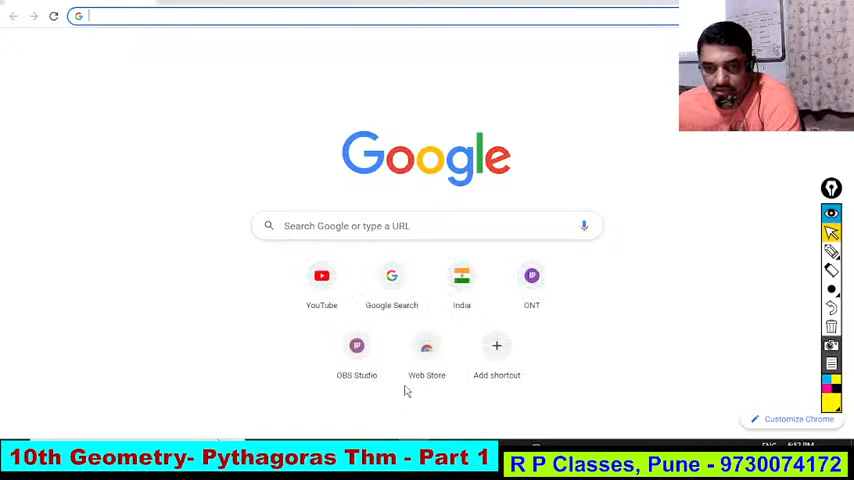 Google
Search Google or type a URL
YouTube
Google Search
India
ONT
IP
OBS Studio
Web Store
Add shortcut
Customize Chrome
10th Geometry- Pythagoras Thm - Part 1
R P Classes, Pune - 9730074172